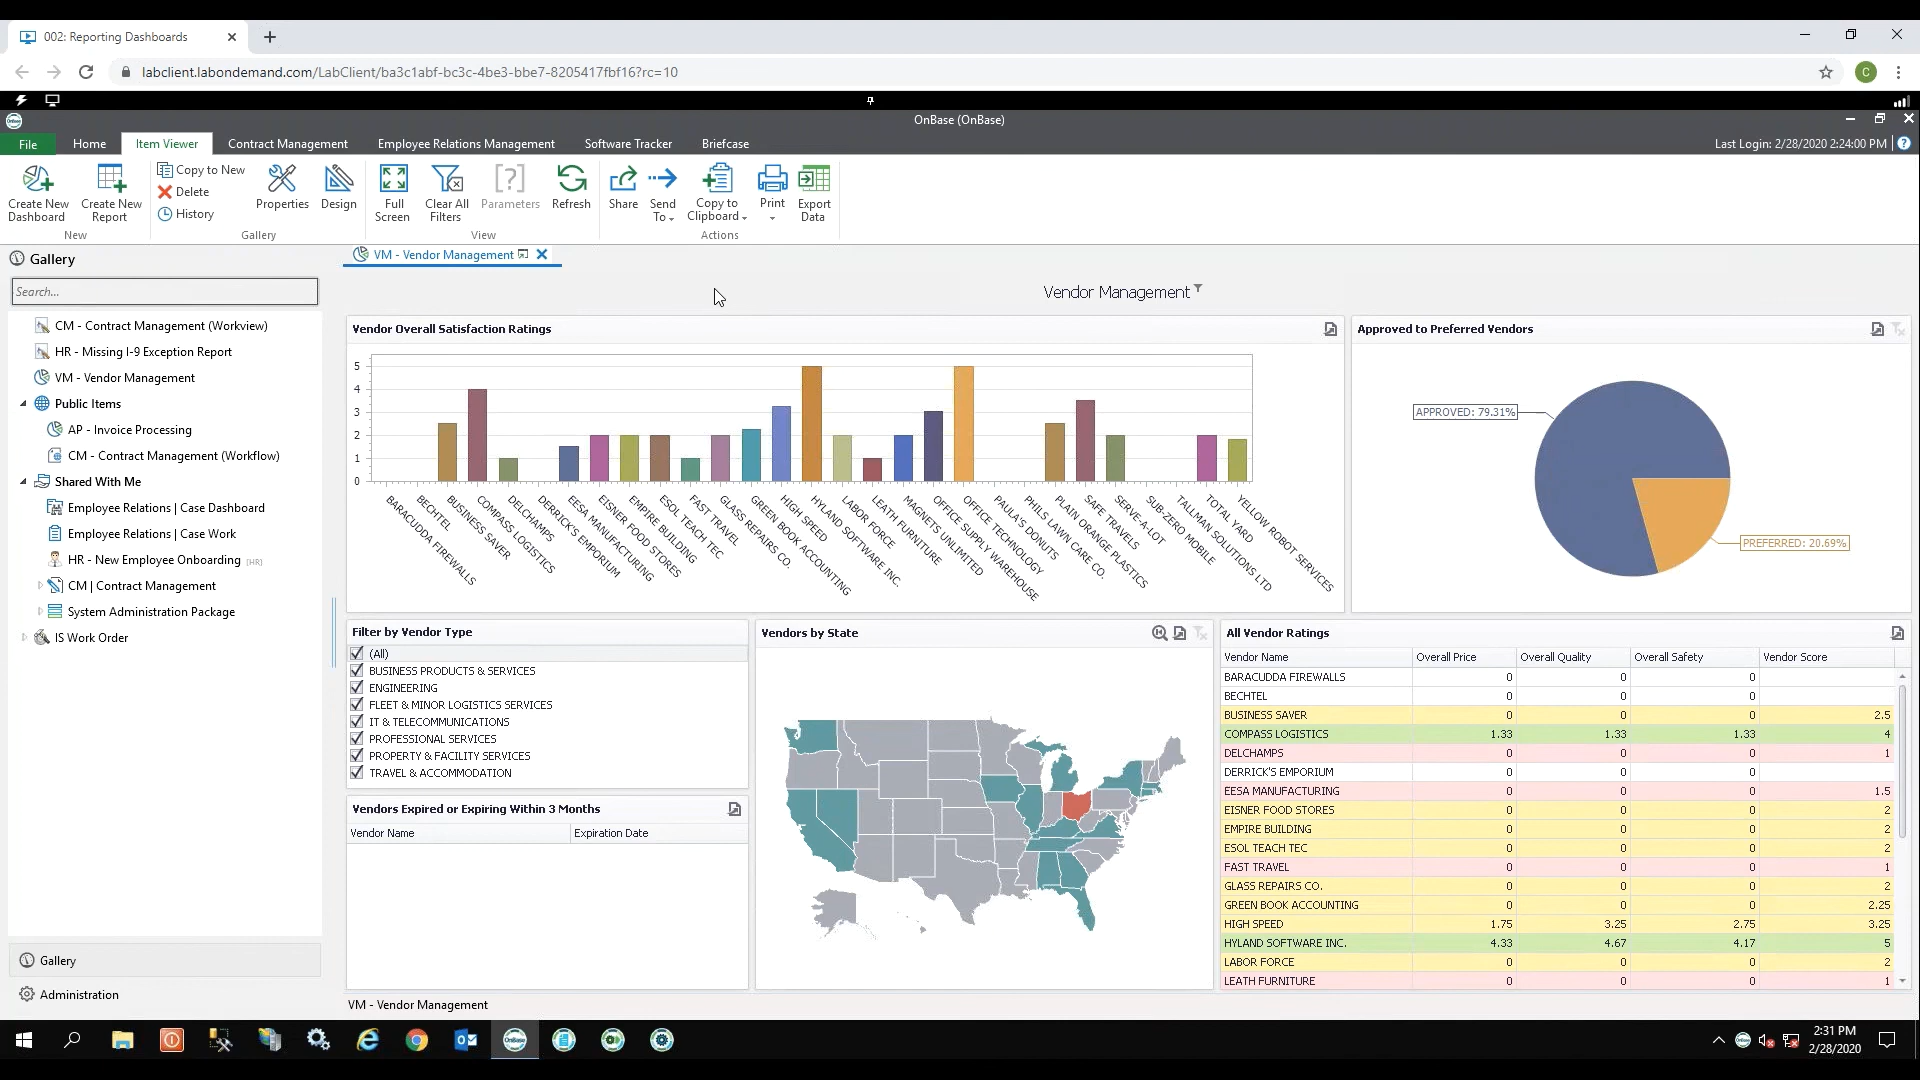 002: Reporting Dashboards
labclient.labondemand.com/LabClient/ba3c1abf-bc3c-4be3-bbe7-8205417fbf16?rc=10
C
OnBase (OnBase)
File Home Item Viewer Contract Management Employee Relations Management Software Tracker Briefcase Last Login: 2/28/2020 2:24:00 PM
Create New Dashboard
Create New Report
New
Copy to New
Delete
History
Properties
Design
Gallery
Full Screen
Clear All Filters
Parameters
Refresh
View
Share
Send To
Copy to Clipboard
Print
Export Data
Actions
Gallery
Search...
CM - Contract Management (Workview)
HR - Missing I-9 Exception Report
VM - Vendor Management
Public Items
AP - Invoice Processing
CM - Contract Management (Workflow)
Shared With Me
Employee Relations | Case Dashboard
Employee Relations | Case Work
HR - New Employee Onboarding [HR]
CM | Contract Management
System Administration Package
IS Work Order
Gallery
Administration
VM - Vendor Management
Vendor Management
Vendor Overall Satisfaction Ratings
5
4
3
2
1
0
BARACUDDA FIREWALLS
BECHTEL
BUSINESS SAVER
COMPASS LOGISTICS
DELCHAMPS
DERRICK'S EMPORIUM
EESA MANUFACTURING
EISNER FOOD STORES
EMPIRE BUILDING
ESOL TEACH TEC
FAST TRAVEL
GLASS REPAIRS CO.
GREEN BOOK ACCOUNTING
HIGH SPEED
HYLAND SOFTWARE INC.
LABOR FORCE
LEATH FURNITURE
MAGNETS UNLIMITED
OFFICE SUPPLY WAREHOUSE
OFFICE TECHNOLOGY
PAULA'S DONUTS
PHILS LAWN CARE CO.
PLAIN ORANGE PLASTICS
SAFE TRAVELS
SERVE-A-LOT
SUB-ZERO MOBILE
TALLMAN SOLUTIONS LTD
TOTAL YARD
YELLOW ROBOT SERVICES
Approved to Preferred Vendors
APPROVED: 79.31%
PREFERRED: 20.69%
Filter by Vendor Type
(All)
BUSINESS PRODUCTS & SERVICES
ENGINEERING
FLEET & MINOR LOGISTICS SERVICES
IT & TELECOMMUNICATIONS
PROFESSIONAL SERVICES
PROPERTY & FACILITY SERVICES
TRAVEL & ACCOMMODATION
Vendors Expired or Expiring Within 3 Months
Vendor Name Expiration Date
Vendors by State
All Vendor Ratings
Vendor Name Overall Price Overall Quality Overall Safety Vendor Score
BARACUDDA FIREWALLS 0 0 0
BECHTEL 0 0 0
BUSINESS SAVER 0 0 0 2.5
COMPASS LOGISTICS 1.33 1.33 1.33 4
DELCHAMPS 0 0 0 1
DERRICK'S EMPORIUM 0 0 0
EESA MANUFACTURING 0 0 0 1.5
EISNER FOOD STORES 0 0 0 2
EMPIRE BUILDING 0 0 0 2
ESOL TEACH TEC 0 0 0 2
FAST TRAVEL 0 0 0 1
GLASS REPAIRS CO. 0 0 0 2
GREEN BOOK ACCOUNTING 0 0 0 2.25
HIGH SPEED 1.75 3.25 2.75 3.25
HYLAND SOFTWARE INC. 4.33 4.67 4.17 5
LABOR FORCE 0 0 0 2
LEATH FURNITURE 0 0 0 1
VM - Vendor Management
2:31 PM
2/28/2020